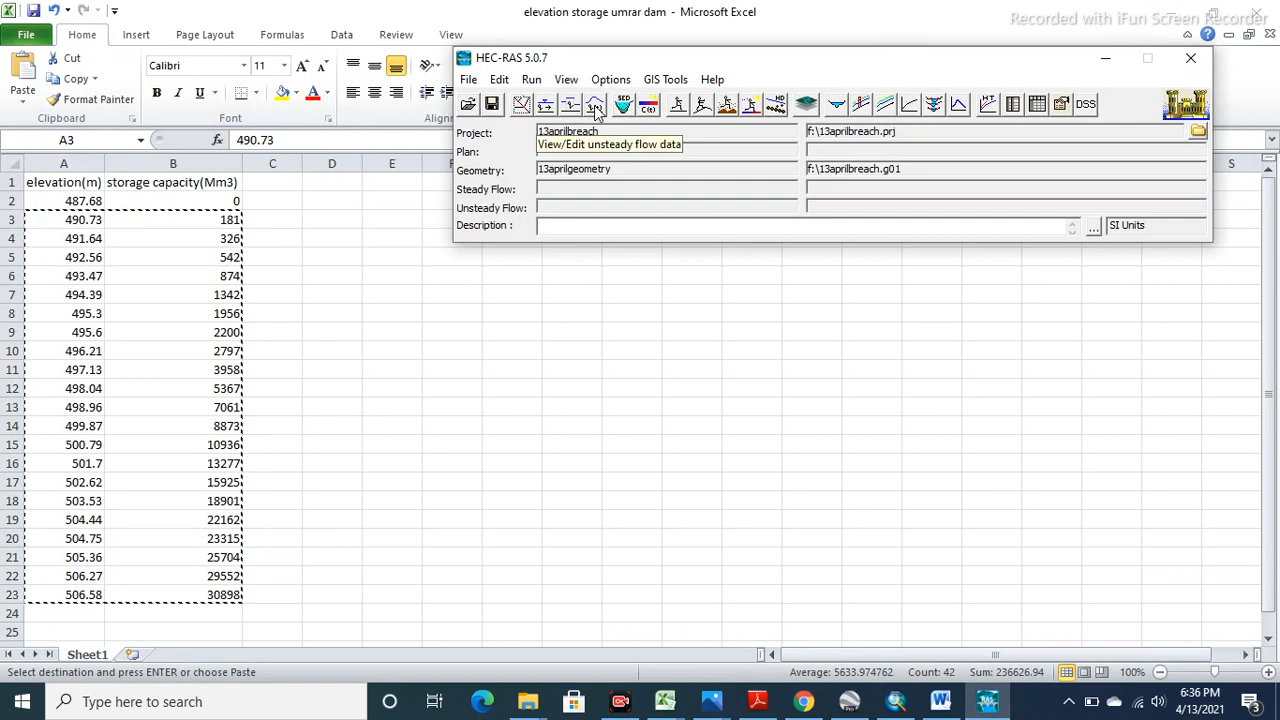 elevation storage umrar dam - Microsoft Excel
Recorded with iFun Screen Recorder
File Home Insert Page Layout Formulas Data Review View
Cut
Copy
Format Painter
Paste
Clipboard
Calibri 11
B I U
Font
A3 490.73
HEC-RAS 5.0.7
File Edit Run View Options GIS Tools Help
DSS
Project: 13aprilbreach f:\13aprilbreach.prj
View/Edit unsteady flow data
Plan:
Geometry: 13aprilgeometry f:\13aprilbreach.g01
Steady Flow:
Unsteady Flow:
Description : ... SI Units
A B C D E S
1 elevation(m) storage capacity(Mm3)
2 487.68 0
3 490.73 181
4 491.64 326
5 492.56 542
6 493.47 874
7 494.39 1342
8 495.3 1956
9 495.6 2200
10 496.21 2797
11 497.13 3958
12 498.04 5367
13 498.96 7061
14 499.87 8873
15 500.79 10936
16 501.7 13277
17 502.62 15925
18 503.53 18901
19 504.44 22162
20 504.75 23315
21 505.36 25704
22 506.27 29552
23 506.58 30898
24
25
Sheet1
Select destination and press ENTER or choose Paste Average: 5633.974762 Count: 42 Sum: 236626.94 100%
Type here to search
6:36 PM
4/13/2021